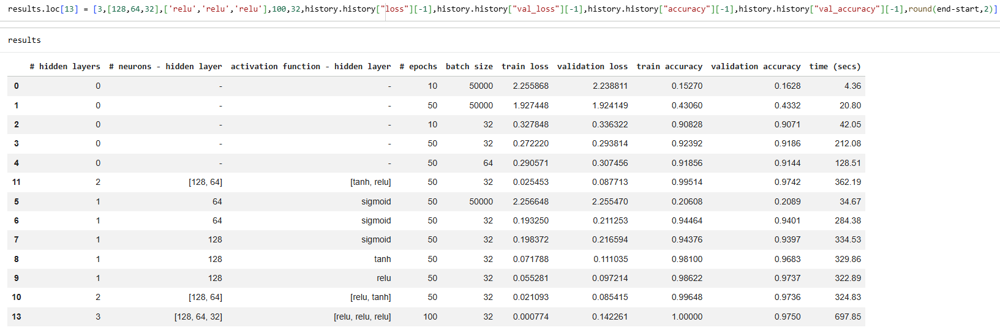 results.loc[13] = [3,[128,64,32],['relu','relu','relu'],100,32,history.history["loss"][-1],history.history["val_loss"][-1],history.history["accuracy"][-1],history.history["val_accuracy"][-1],round(end-start,2)]
results
# hidden layers # neurons - hidden layer activation function - hidden layer # epochs batch size train loss validation loss train accuracy validation accuracy time (secs)
0 0 - - 10 50000 2.255868 2.238811 0.15270 0.1628 4.36
1 0 - - 50 50000 1.927448 1.924149 0.43060 0.4332 20.80
2 0 - - 10 32 0.327848 0.336322 0.90828 0.9071 42.05
3 0 - - 50 32 0.272220 0.293814 0.92392 0.9186 212.08
4 0 - - 50 64 0.290571 0.307456 0.91856 0.9144 128.51
11 2 [128, 64] [tanh, relu] 50 32 0.025453 0.087713 0.99514 0.9742 362.19
5 1 64 sigmoid 50 50000 2.256648 2.255470 0.20608 0.2089 34.67
6 1 64 sigmoid 50 32 0.193250 0.211253 0.94464 0.9401 284.38
7 1 128 sigmoid 50 32 0.198372 0.216594 0.94376 0.9397 334.53
8 1 128 tanh 50 32 0.071788 0.111035 0.98100 0.9683 329.86
9 1 128 relu 50 32 0.055281 0.097214 0.98622 0.9737 322.89
10 2 [128, 64] [relu, tanh] 50 32 0.021093 0.085415 0.99648 0.9736 324.83
13 3 [128, 64, 32] [relu, relu, relu] 100 32 0.000774 0.142261 1.00000 0.9750 697.85